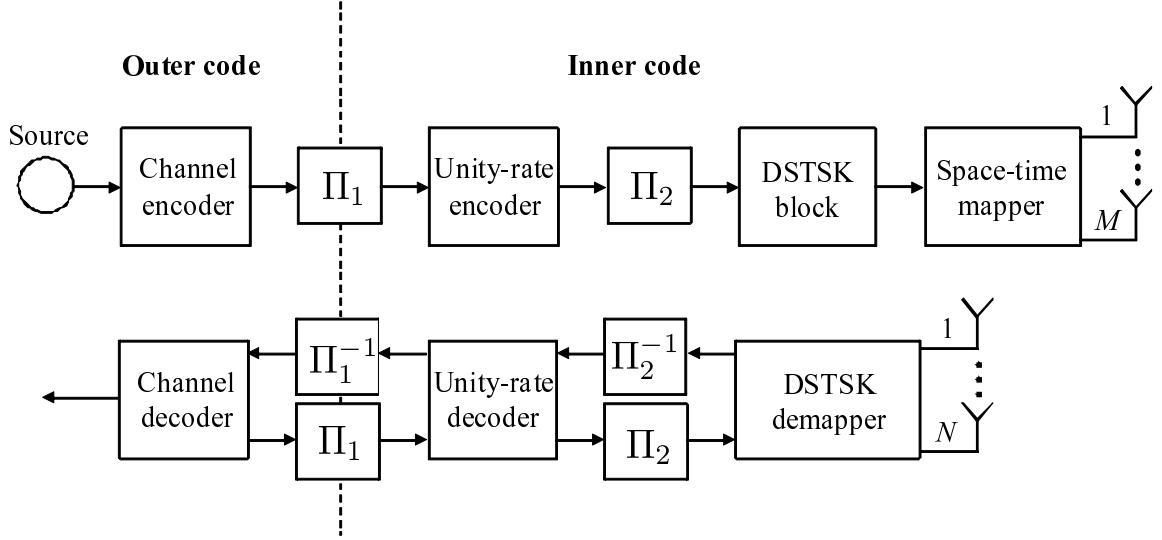 Outer code
Inner code
Source
Channel
encoder
Π₁
Unity-rate
encoder
Π₂
DSTSK
block
Space-time
mapper
1
M
Channel
decoder
Π₁⁻¹
Π₁
Unity-rate
decoder
Π₂⁻¹
Π₂
DSTSK
demapper
1
N